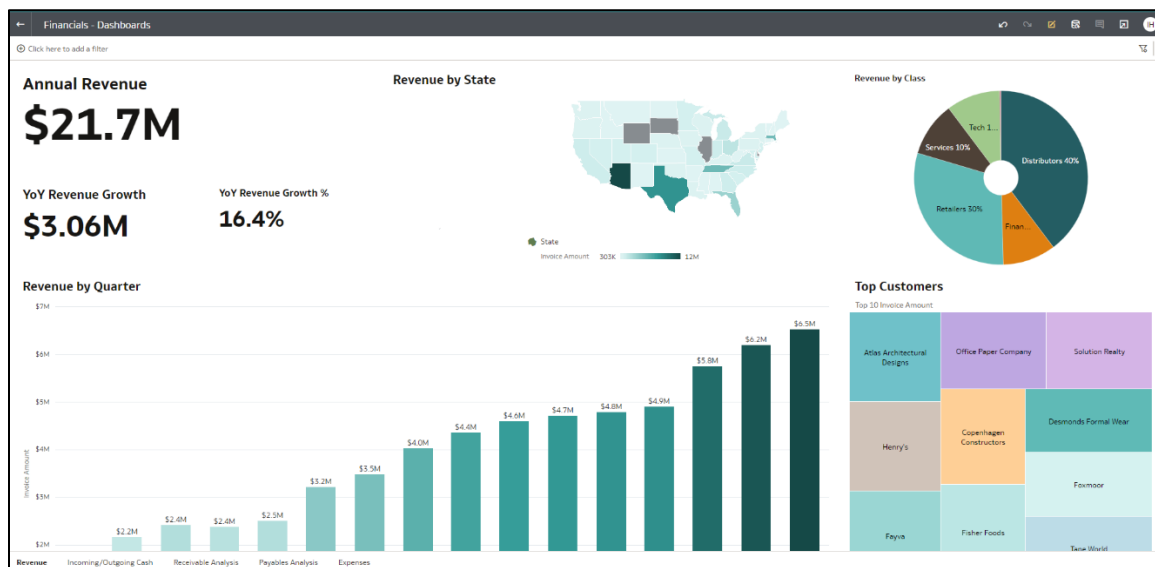 Financials - Dashboards
Click here to add a filter
Annual Revenue
$21.7M
YoY Revenue Growth
$3.06M
YoY Revenue Growth %
16.4%
Revenue by State
State
Invoice Amount 303K 12M
Revenue by Class
Tech 1...
Services 10%
Distributors 40%
Retailers 30%
Finan...
Revenue by Quarter
$7M
$6M
$5M
$4M
$3M
$2M
Invoice Amount
$2.2M
$2.4M
$2.4M
$2.5M
$3.2M
$3.5M
$4.0M
$4.4M
$4.6M
$4.7M
$4.8M
$4.9M
$5.8M
$6.2M
$6.5M
Top Customers
Top 10 Invoice Amount
Atlas Architectural
Designs
Office Paper Company
Solution Realty
Henry's
Copenhagen
Constructors
Desmonds Formal Wear
Foxmoor
Fayva
Fisher Foods
Tape World
Revenue Incoming/Outgoing Cash Receivable Analysis Payables Analysis Expenses